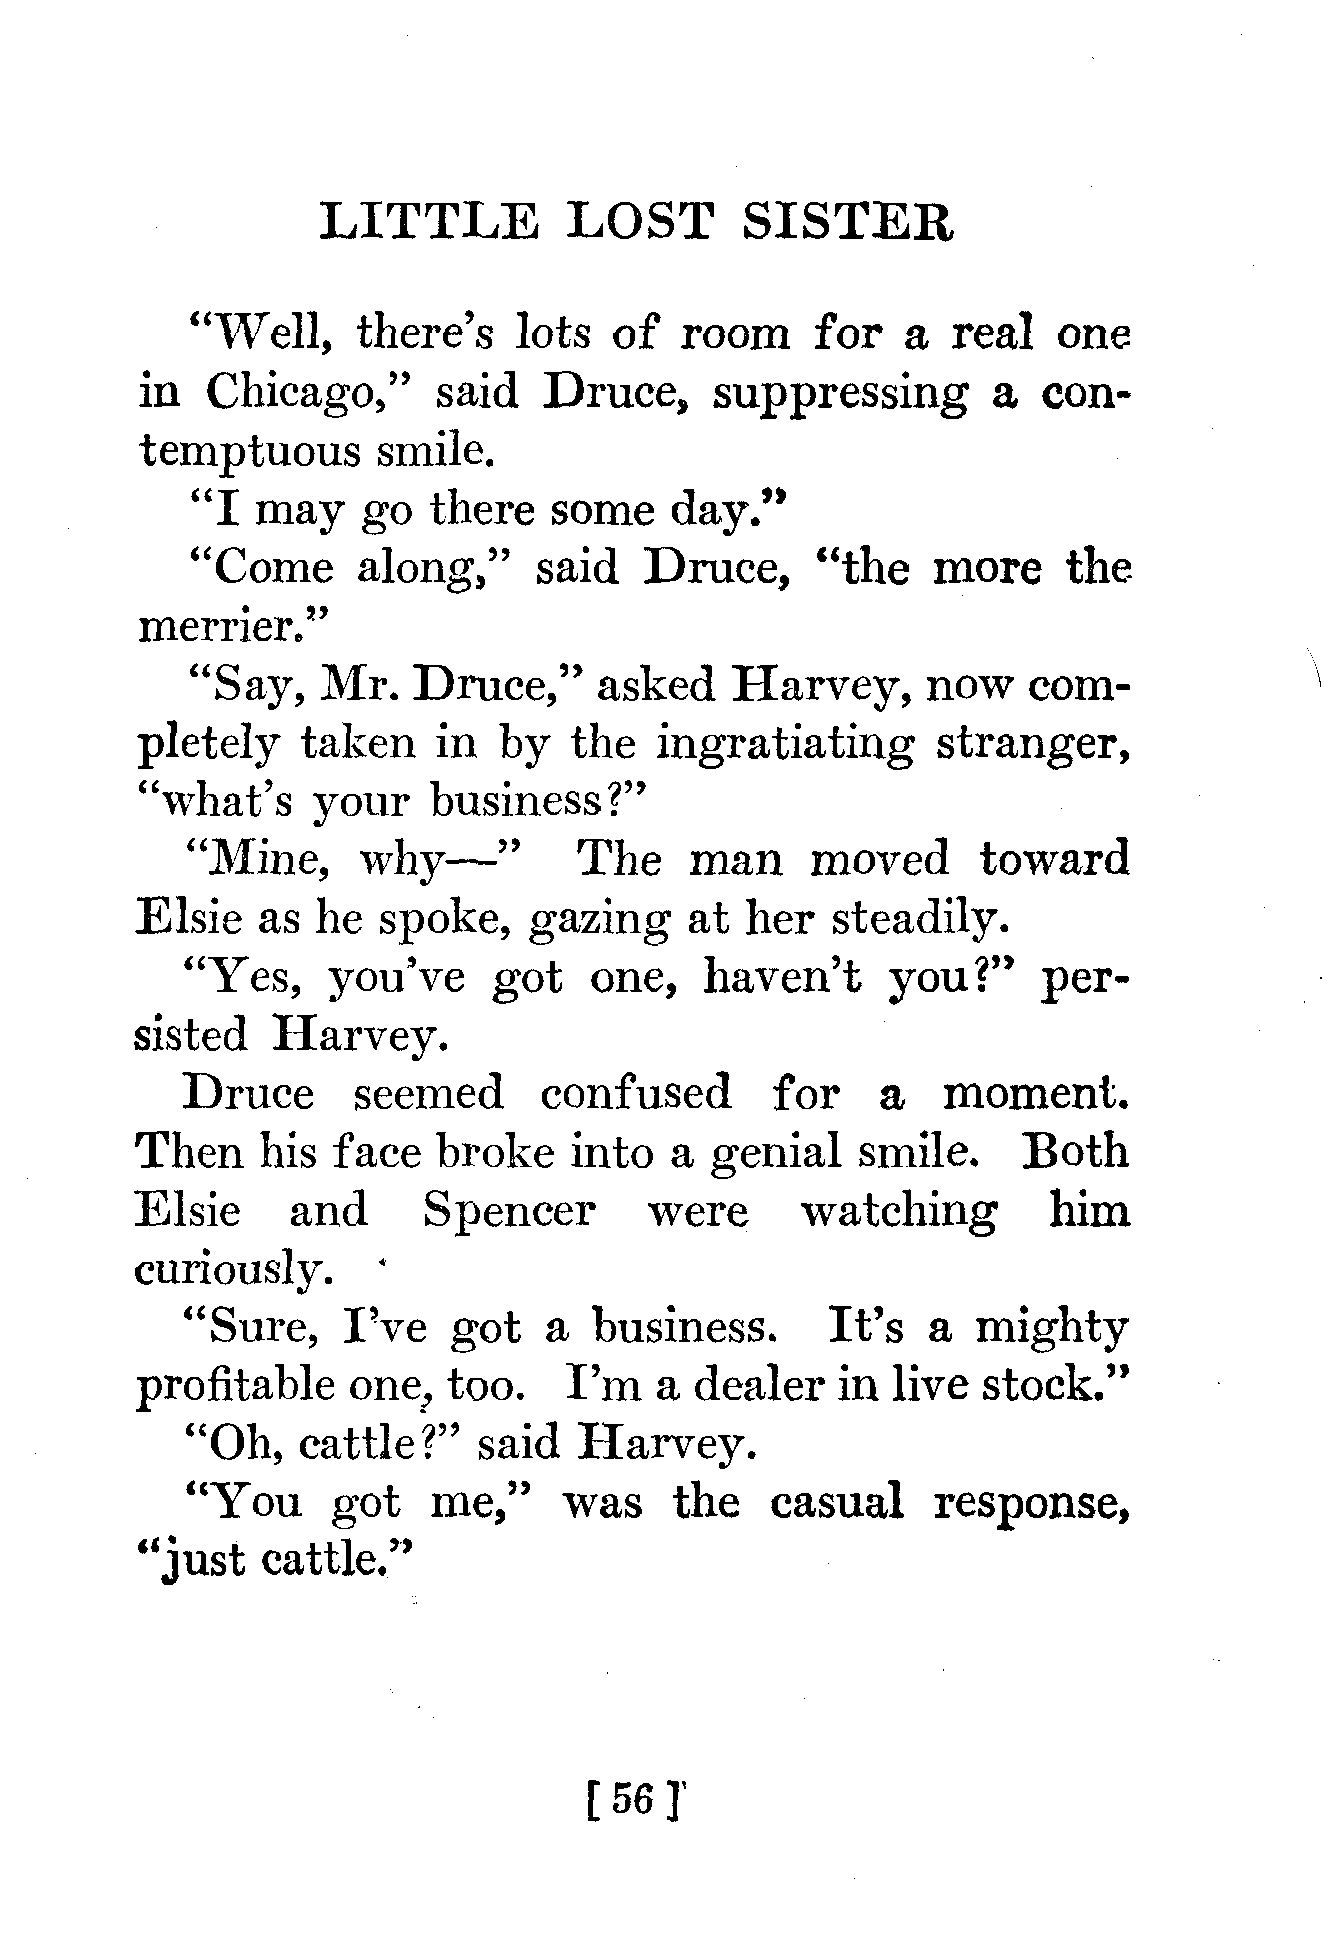 LITTLE LOST SISTER
“Well, there’s lots of room for a real one
in Chicago,” said Druce, suppressing a con-
temptuous smile.
“I may go there some day.”
“Come along,” said Druce, “the more the
merrier.”
“Say, Mr. Druce,” asked Harvey, now com-
pletely taken in by the ingratiating stranger,
“what’s your business?”
“Mine, why—” The man moved toward
Elsie as he spoke, gazing at her steadily.
“Yes, you’ve got one, haven’t you?” per-
sisted Harvey.
Druce seemed confused for a moment.
Then his face broke into a genial smile. Both
Elsie and Spencer were watching him
curiously.
“Sure, I’ve got a business. It’s a mighty
profitable one, too. I’m a dealer in live stock.”
“Oh, cattle?” said Harvey.
“You got me,” was the casual response,
“just cattle.”
[ 56 ]